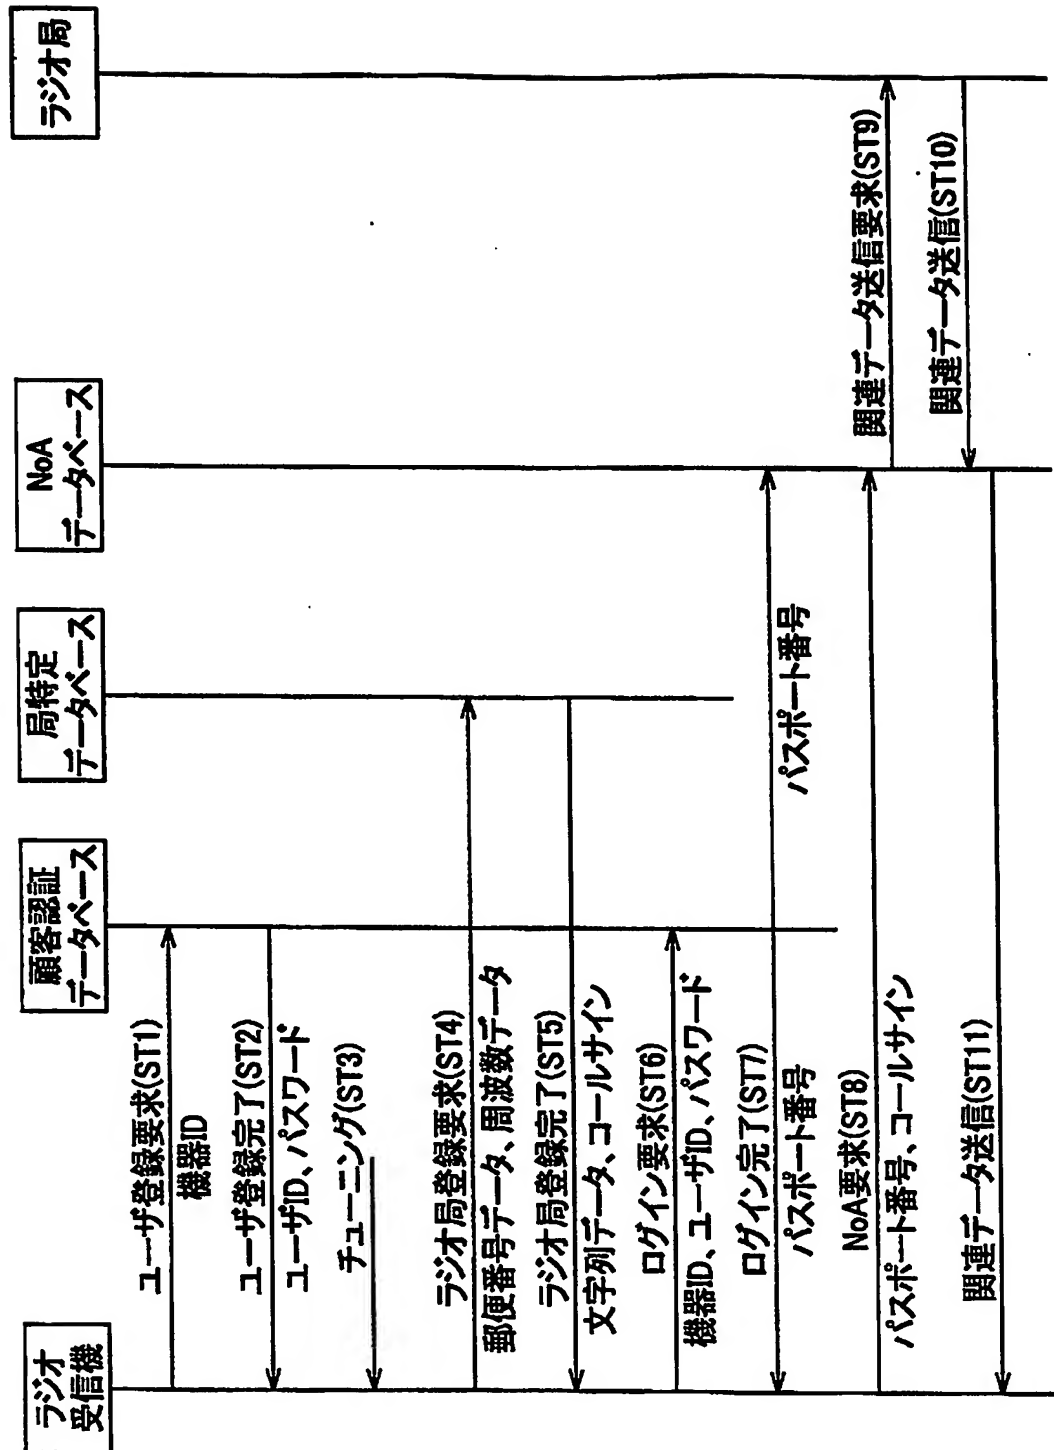 ラジオ
受信機
顧客認証
データベース
局特定
データベース
NoA
データベース
ラジオ局
ユーザ登録要求(ST1)
機器ID
ユーザ登録完了(ST2)
ユーザID、パスワード
チューニング(ST3)
ラジオ局登録要求(ST4)
郵便番号データ、周波数データ
ラジオ局登録完了(ST5)
文字列データ、コールサイン
ログイン要求(ST6)
機器ID、ユーザID、パスワード
ログイン完了(ST7)
パスポート番号
パスポート番号
NoA要求(ST8)
パスポート番号、コールサイン
関連データ送信要求(ST9)
関連データ送信(ST10)
関連データ送信(ST11)